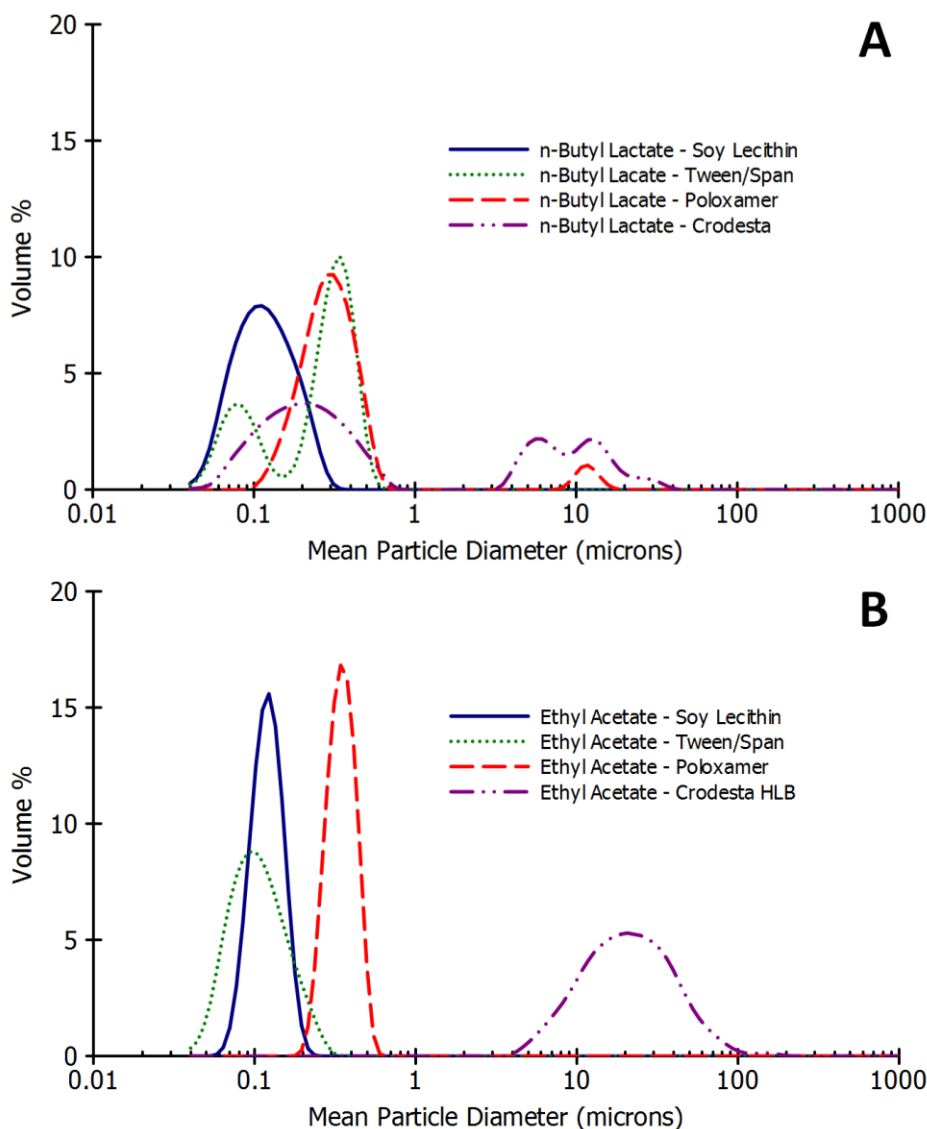 A
20
15
10
5
0
Volume %
n-Butyl Lactate - Soy Lecithin
n-Butyl Lacate - Tween/Span
n-Butyl Lacate - Poloxamer
n-Butyl Lactate - Crodesta
0.01 0.1 1 10 100 1000
Mean Particle Diameter (microns)
B
20
15
10
5
0
Volume %
Ethyl Acetate - Soy Lecithin
Ethyl Acetate - Tween/Span
Ethyl Acetate - Poloxamer
Ethyl Acetate - Crodesta HLB
0.01 0.1 1 10 100 1000
Mean Particle Diameter (microns)